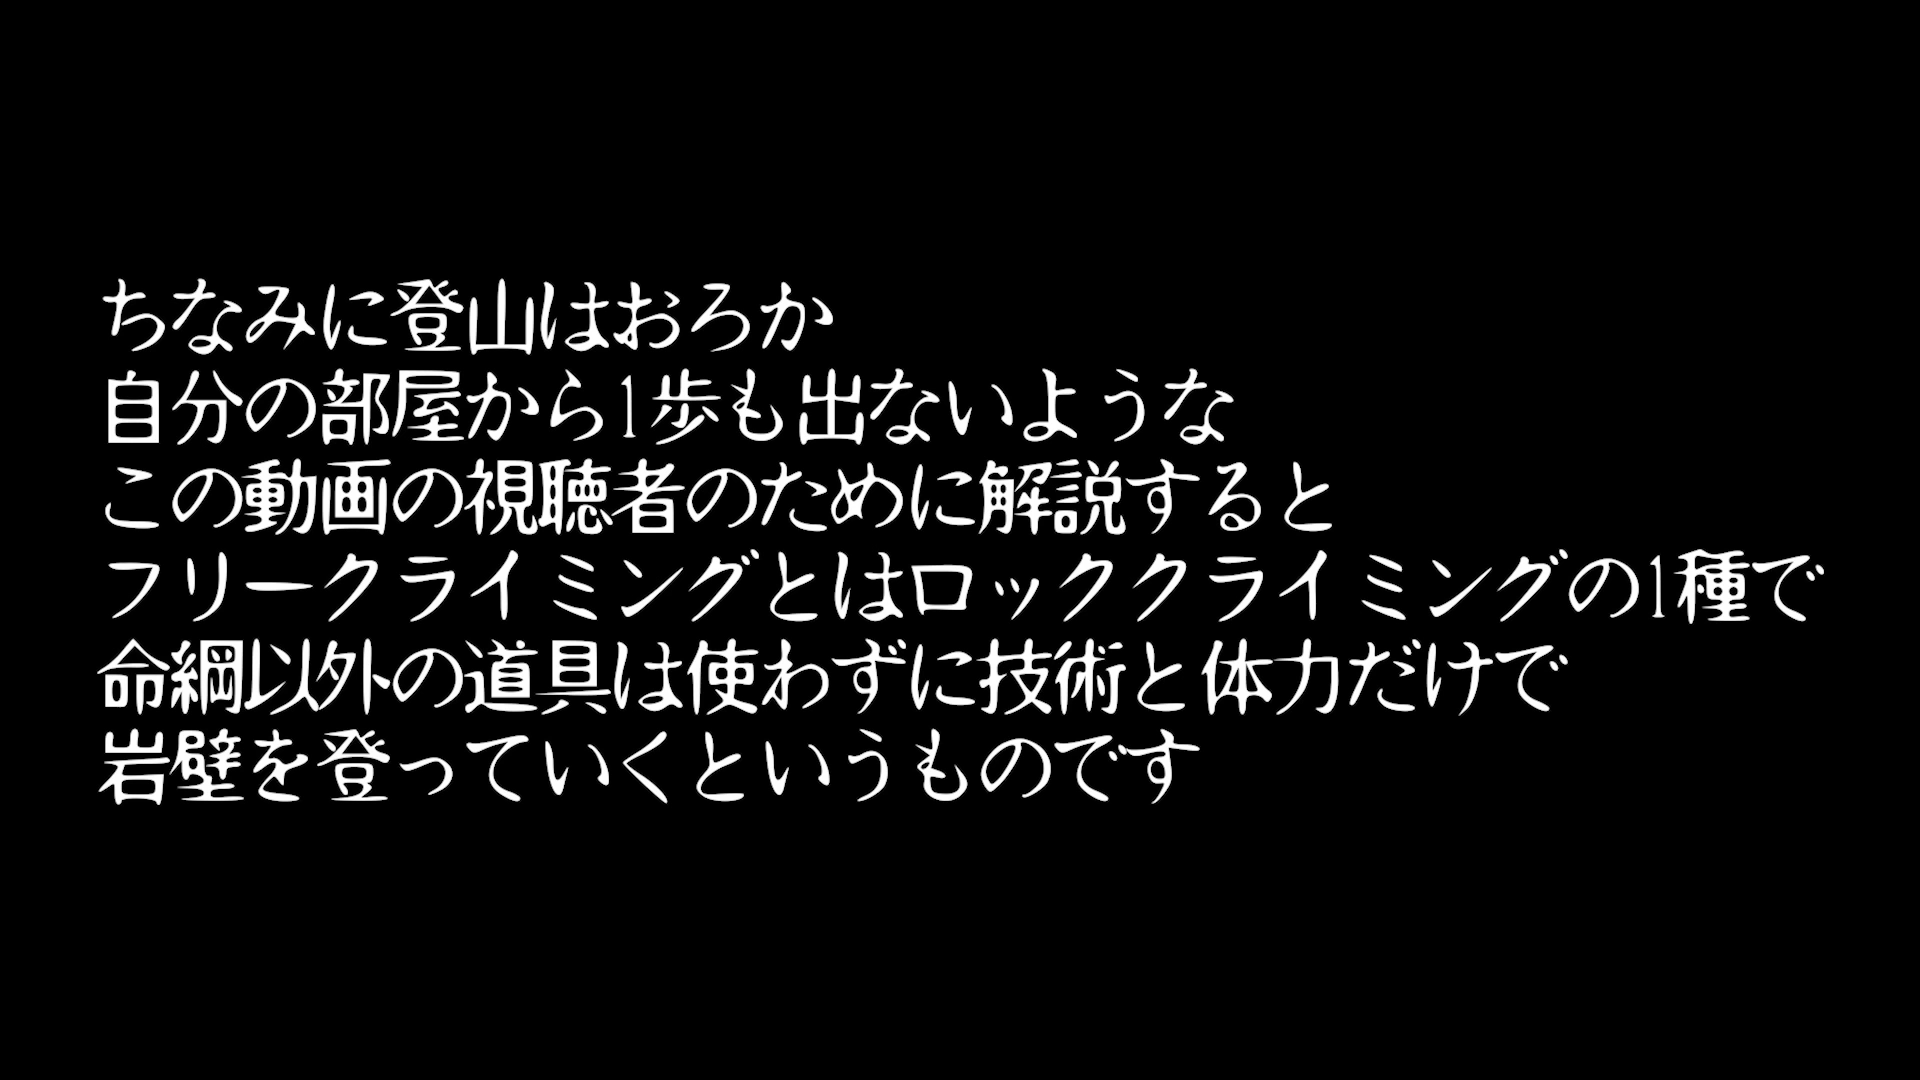 ちなみに登山はおろか
自分の部屋から1歩も出ないような
この動画の視聴者のために解説すると
フリークライミングとはロッククライミングの1種で
命綱以外の道具は使わずに技術と体力だけで
岩壁を登っていくというものです